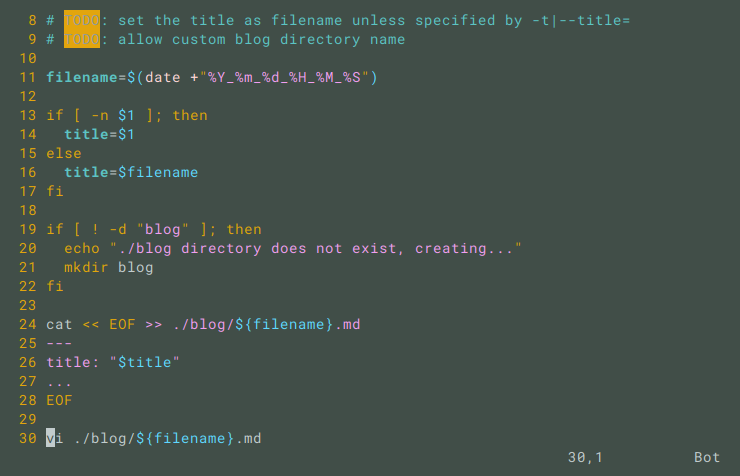 8 # TODO: set the title as filename unless specified by -t|--title=
9 # TODO: allow custom blog directory name
10
11 filename=$(date +"%Y_%m_%d_%H_%M_%S")
12
13 if [ -n $1 ]; then
14   title=$1
15 else
16   title=$filename
17 fi
18
19 if [ ! -d "blog" ]; then
20   echo "./blog directory does not exist, creating..."
21   mkdir blog
22 fi
23
24 cat << EOF >> ./blog/${filename}.md
25 ---
26 title: "$title"
27 ...
28 EOF
29
30 vi ./blog/${filename}.md
30,1 Bot